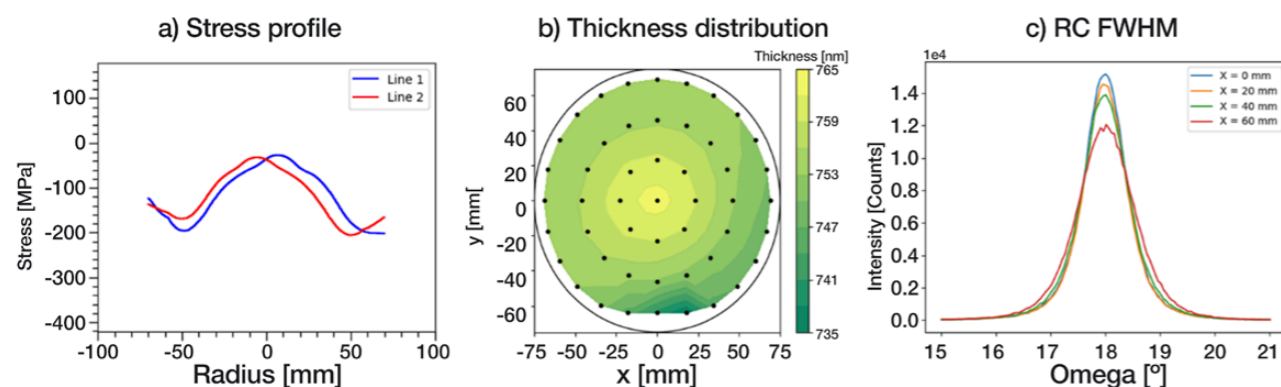 a) Stress profile
b) Thickness distribution
c) RC FWHM
Stress [MPa]
100
0
-100
-200
-300
-400
-100
-50
0
50
100
Radius [mm]
Line 1
Line 2
Thickness [nm]
y [mm[
60
40
20
0
-20
-40
-60
-75
-50
-25
0
25
50
75
x [mm]
765
759
753
747
741
735
1e4
Intensity [Counts]
1.4
1.2
1.0
0.8
0.6
0.4
0.2
0.0
15
16
17
18
19
20
21
Omega [º]
X = 0 mm
X = 20 mm
X = 40 mm
X = 60 mm